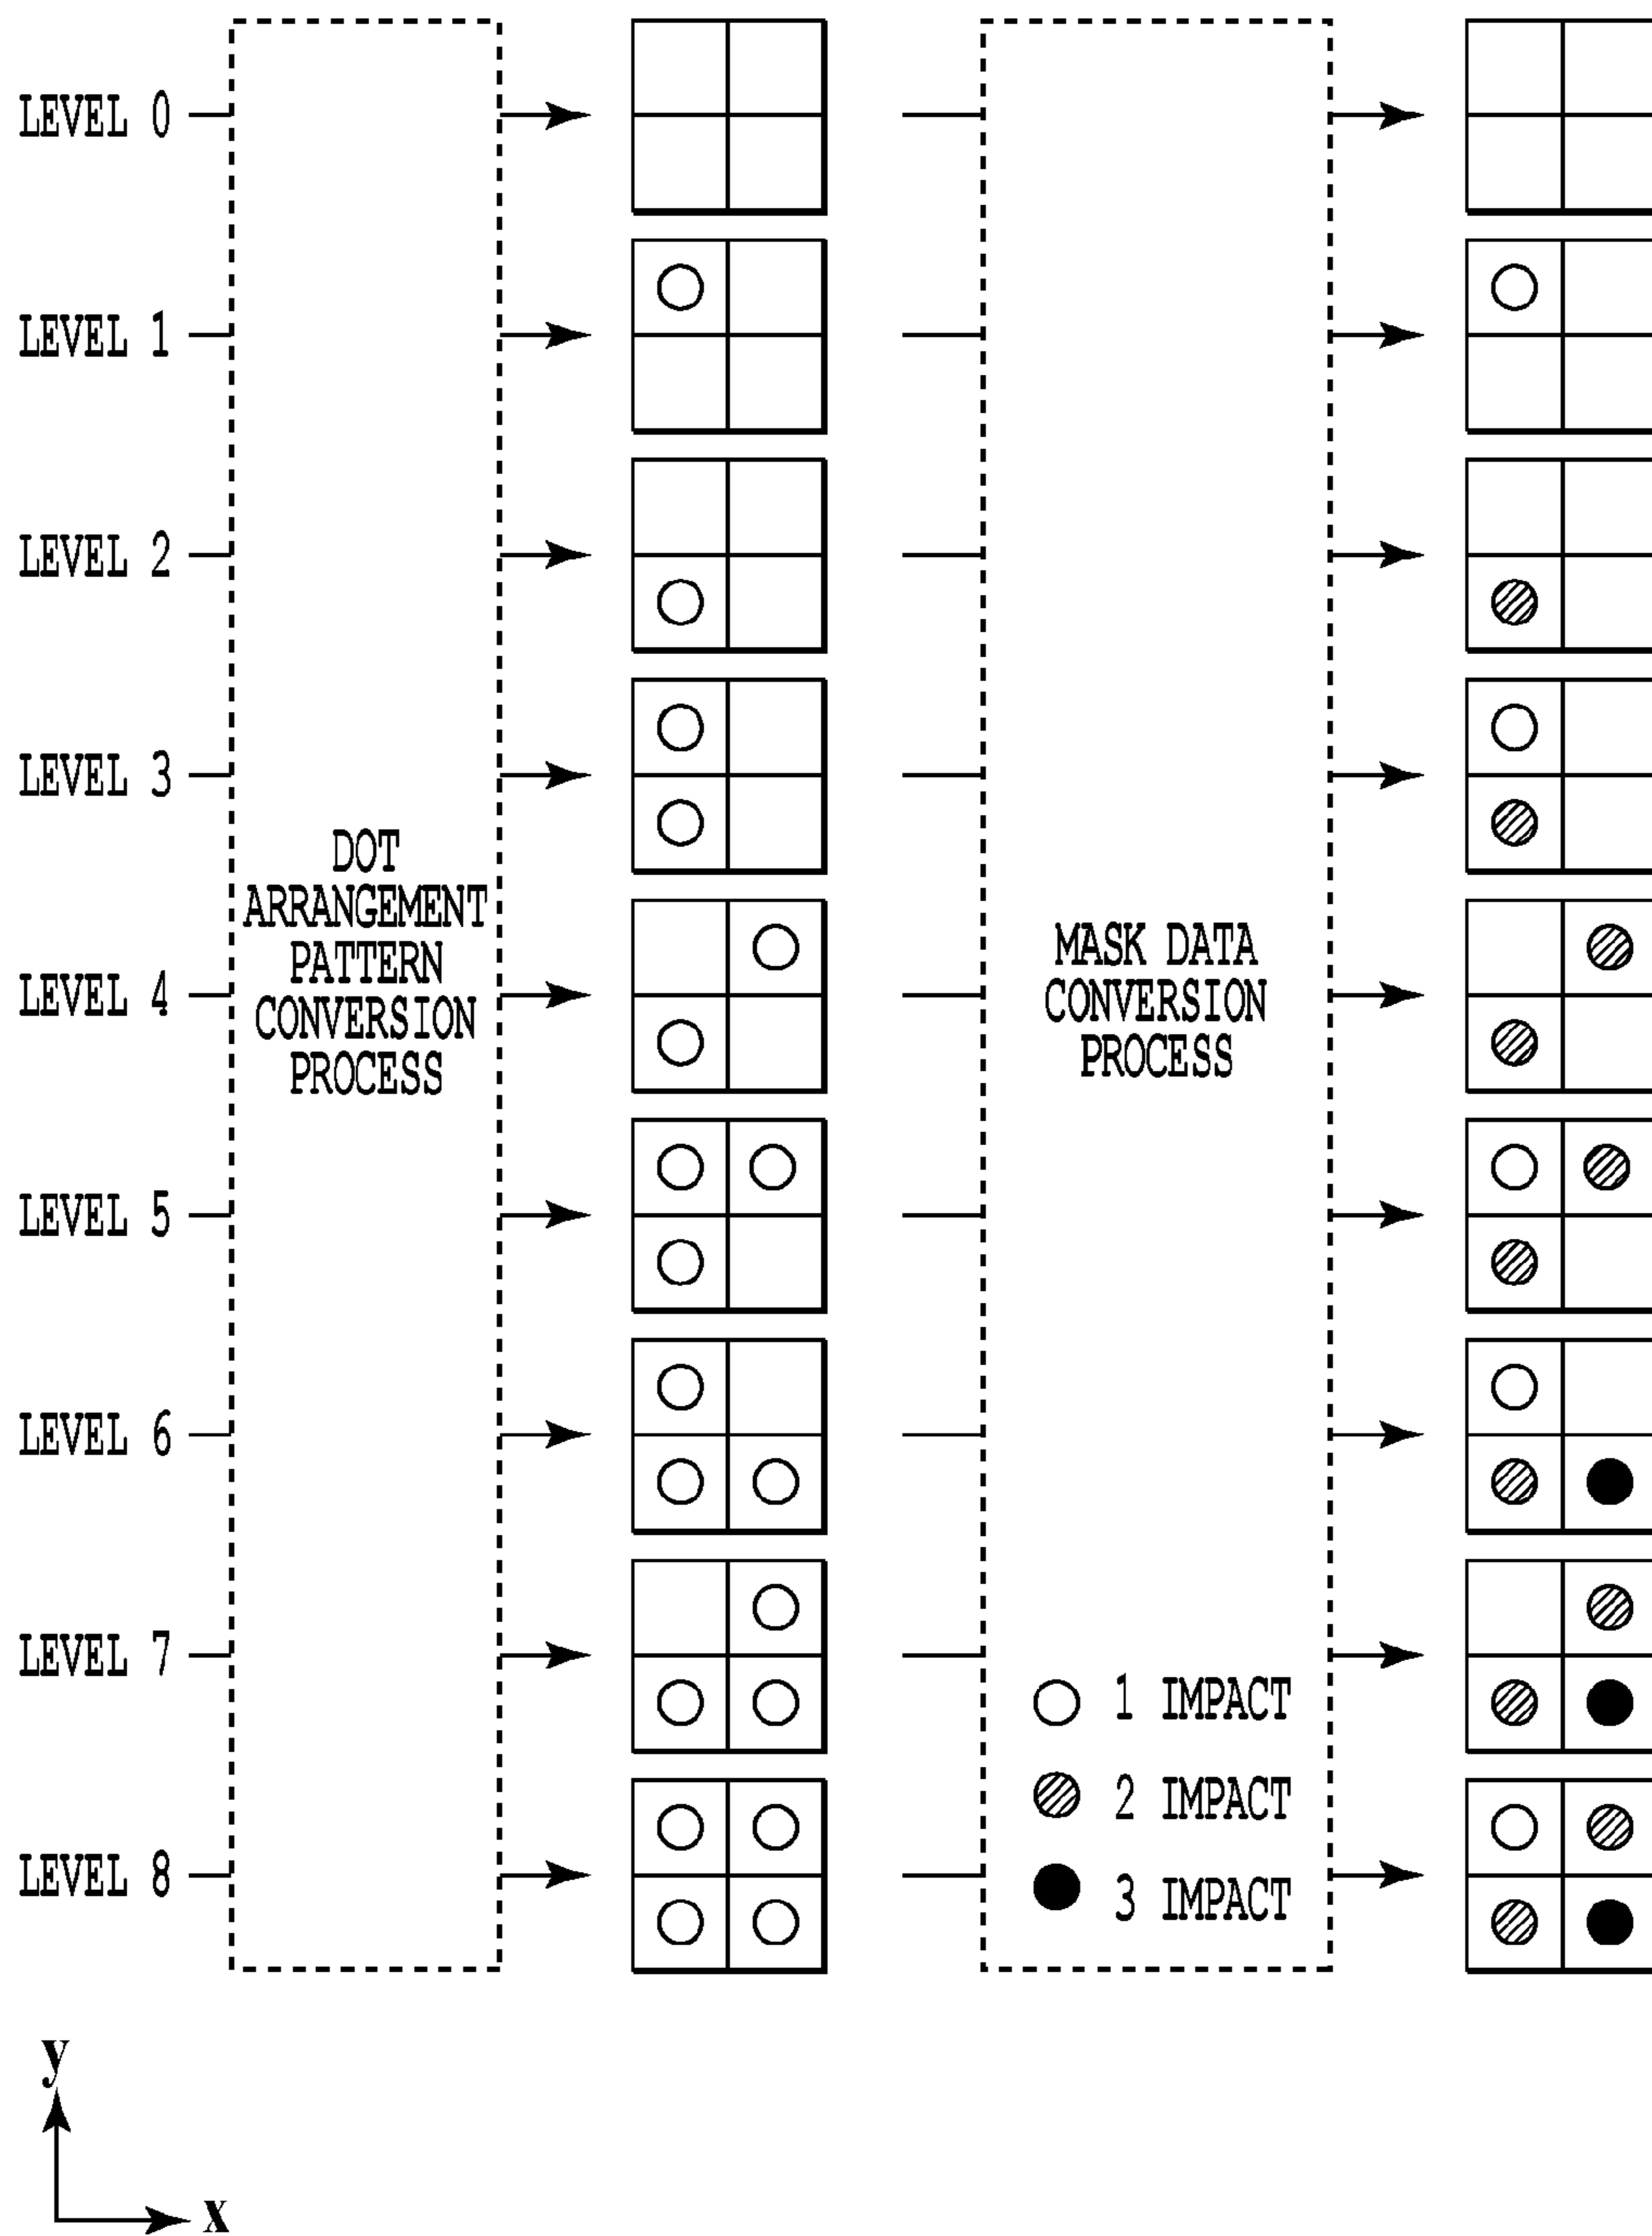 LEVEL 0
LEVEL 1
LEVEL 2
LEVEL 3
LEVEL 4
LEVEL 5
LEVEL 6
LEVEL 7
LEVEL 8
DOT
ARRANGEMENT
PATTERN
CONVERSION
PROCESS
MASK DATA
CONVERSION
PROCESS
1 IMPACT
2 IMPACT
3 IMPACT
y
x